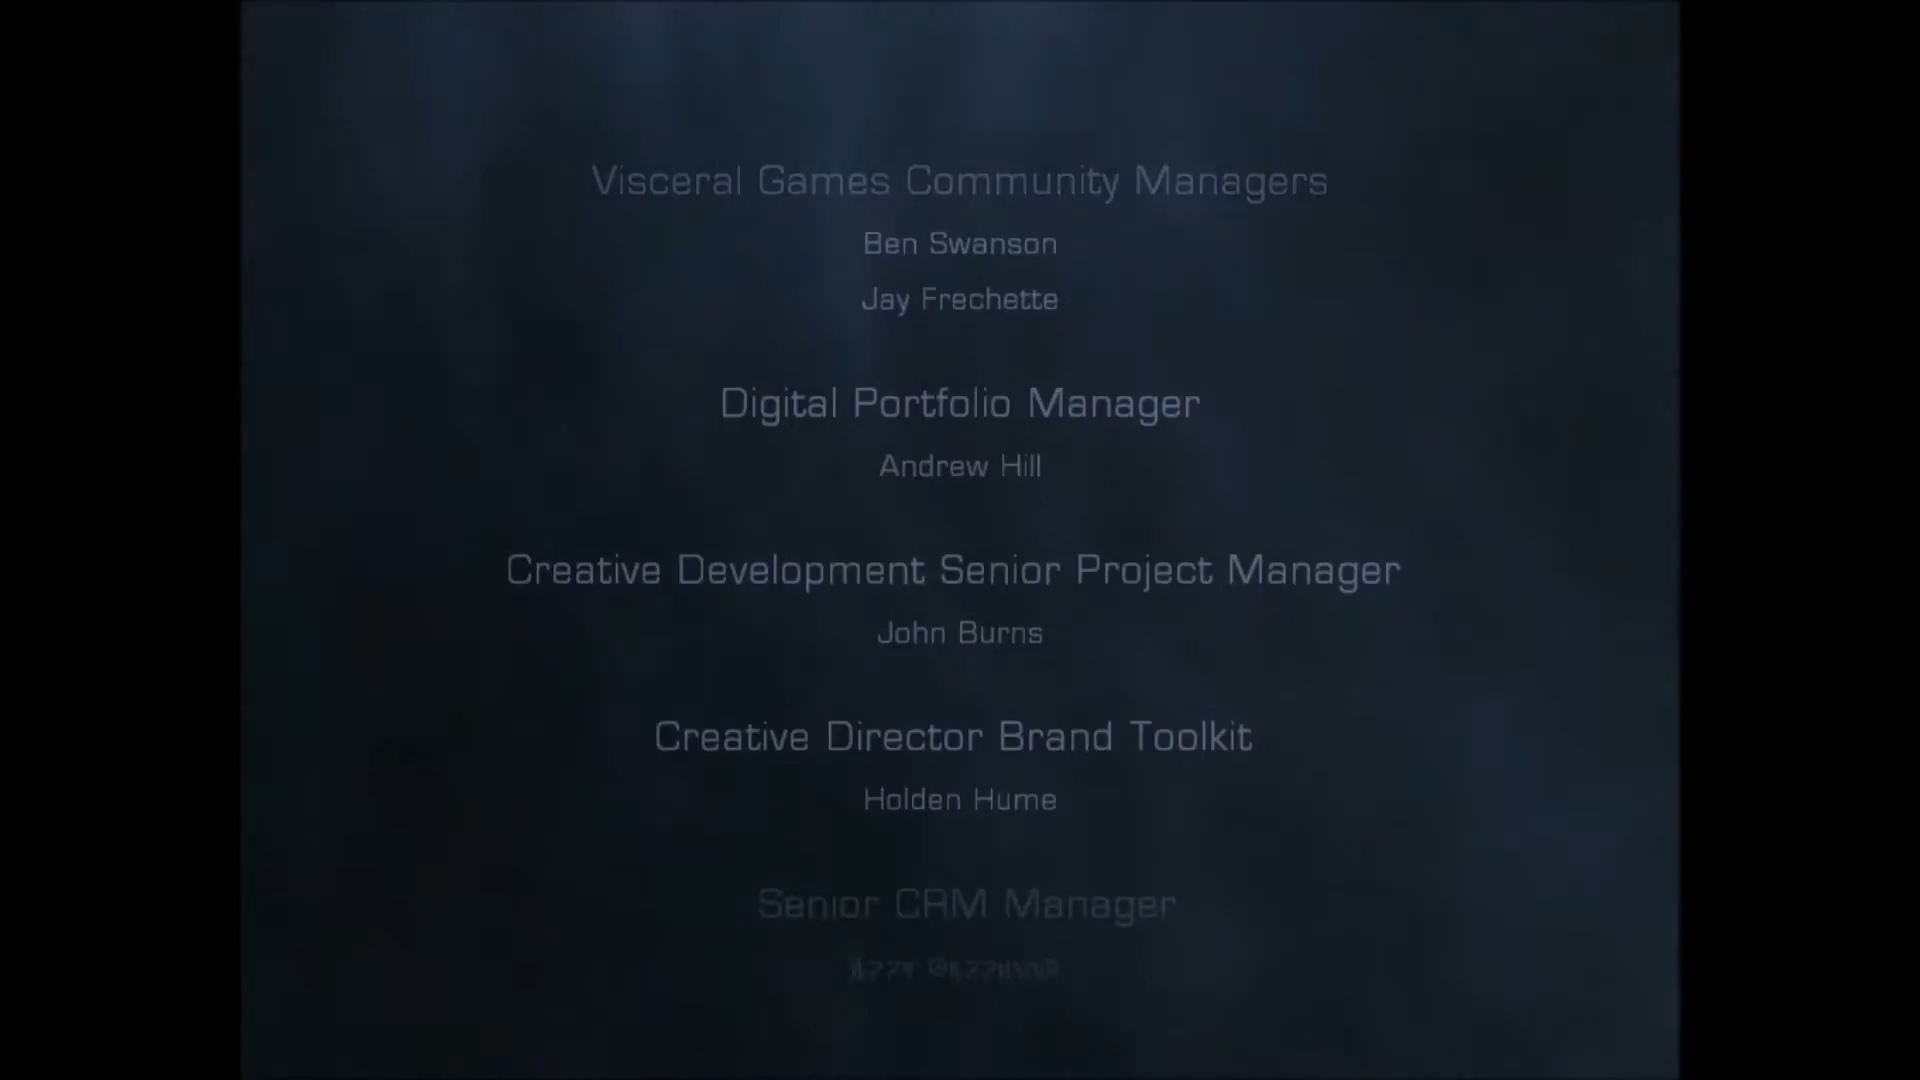 Visceral Games Community Managers
Ben Swanson
Jay Frechette
Digital Portfolio Manager
Andrew Hill
Creative Development Senior Project Manager
John Burns
Creative Director Brand Toolkit
Holden Hume
Senior CRM Manager